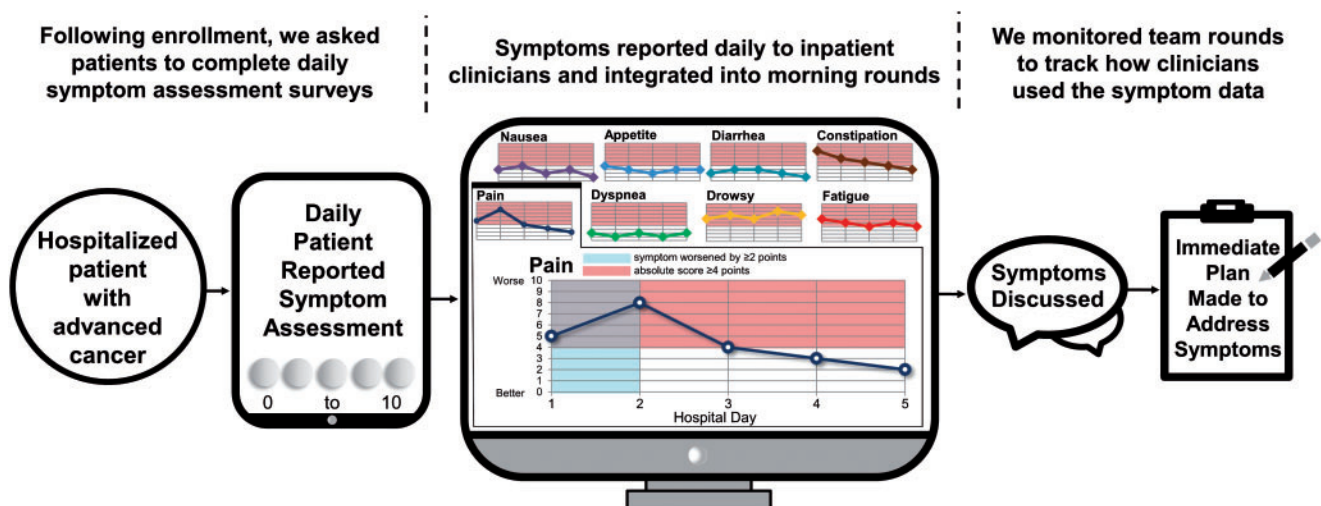 Following enrollment, we asked
patients to complete daily
symptom assessment surveys
Symptoms reported daily to inpatient
clinicians and integrated into morning rounds
We monitored team rounds
to track how clinicians
used the symptom data
Hospitalized
patient
with
advanced
cancer
Daily
Patient
Reported
Symptom
Assessment
0 to 10
Nausea Appetite Diarrhea Constipation
Pain Dyspnea Drowsy Fatigue
Pain
symptom worsened by ≥2 points
absolute score ≥4 points
Worse
10
9
8
7
6
5
4
3
2
1
0
Better
1 2 3 4 5
Hospital Day
Symptoms
Discussed
Immediate
Plan
Made to
Address
Symptoms